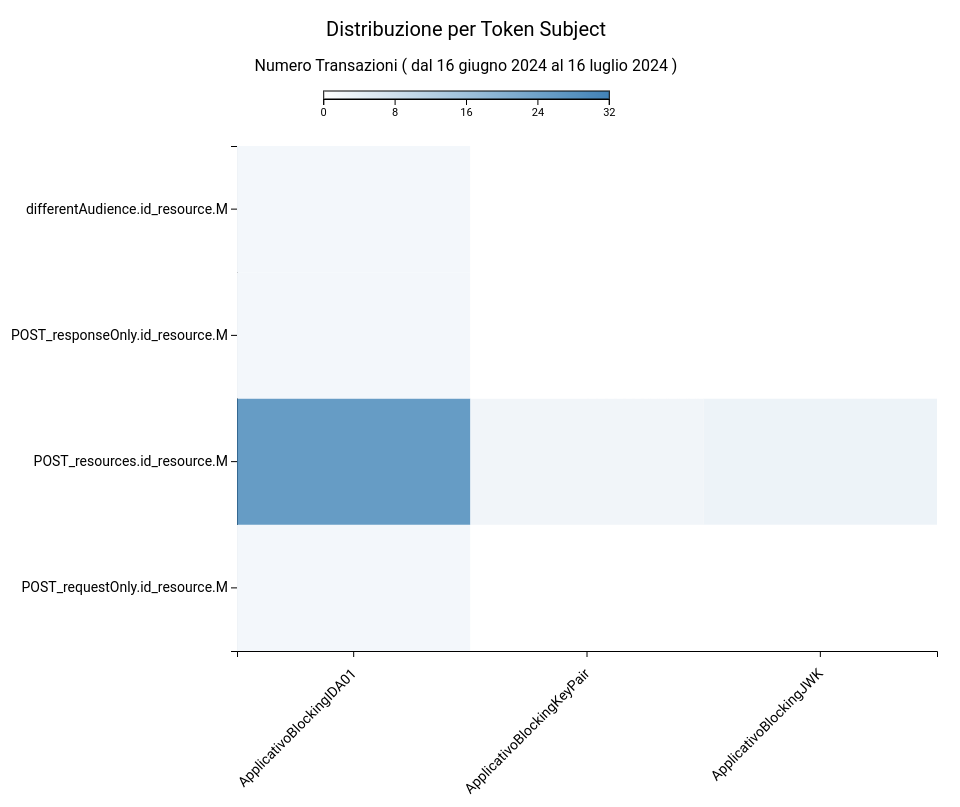 Distribuzione per Token Subject
Numero Transazioni ( dal 16 giugno 2024 al 16 luglio 2024 )
0 8 16 24 32
differentAudience.id_resource.M
POST_responseOnly.id_resource.M
POST_resources.id_resource.M
POST_requestOnly.id_resource.M
ApplicativoBlockingIDA01
ApplicativoBlockingKeyPair
ApplicativoBlockingJWK